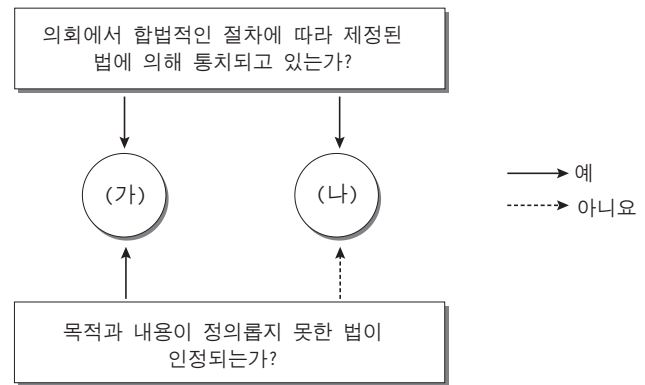 의회에서 합법적인 절차에 따라 제정된
법에 의해 통치되고 있는가?
(가)
(나)
예
아니요
목적과 내용이 정의롭지 못한 법이
인정되는가?